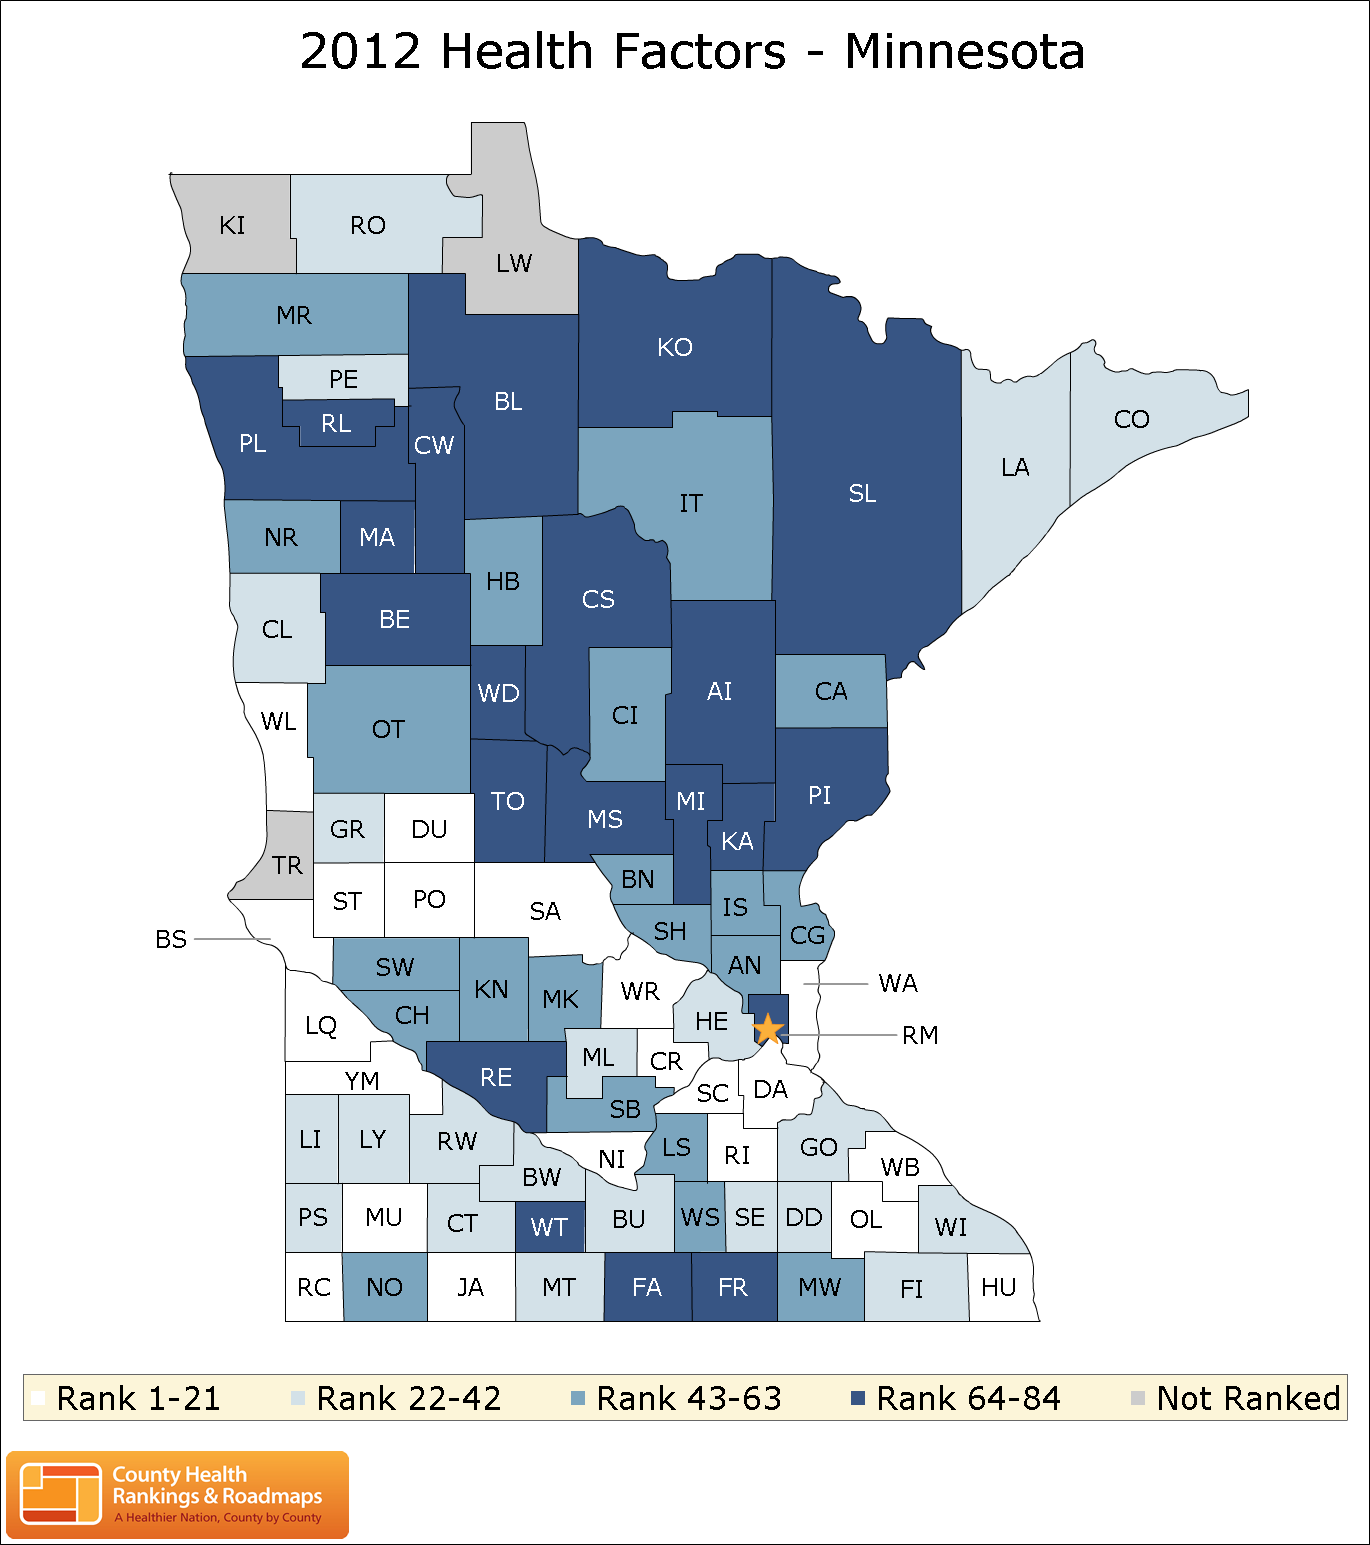 2012 Health Factors - Minnesota
KI
RO
LW
MR
KO
PE
BL
RL
CO
PL
CW
LA
SL
IT
NR
MA
HB
CS
BE
CL
WD
AI
CA
CI
WL
OT
PI
TO
MI
MS
GR
DU
KA
TR
BN
ST
PO
IS
SA
SH
CG
BS
AN
SW
WA
KN
WR
MK
CH
HE
LQ
RM
ML
CR
RE
YM
DA
SC
SB
LI
LY
RW
LS
GO
RI
NI
WB
BW
PS
MU
WS
SE
DD
BU
OL
CT
WT
WI
RC
NO
JA
MT
FA
FR
MW
HU
FI
Rank 1-21 Rank 22-42 Rank 43-63 Rank 64-84 Not Ranked
County Health
Rankings & Roadmaps
A Healthier Nation, County by County